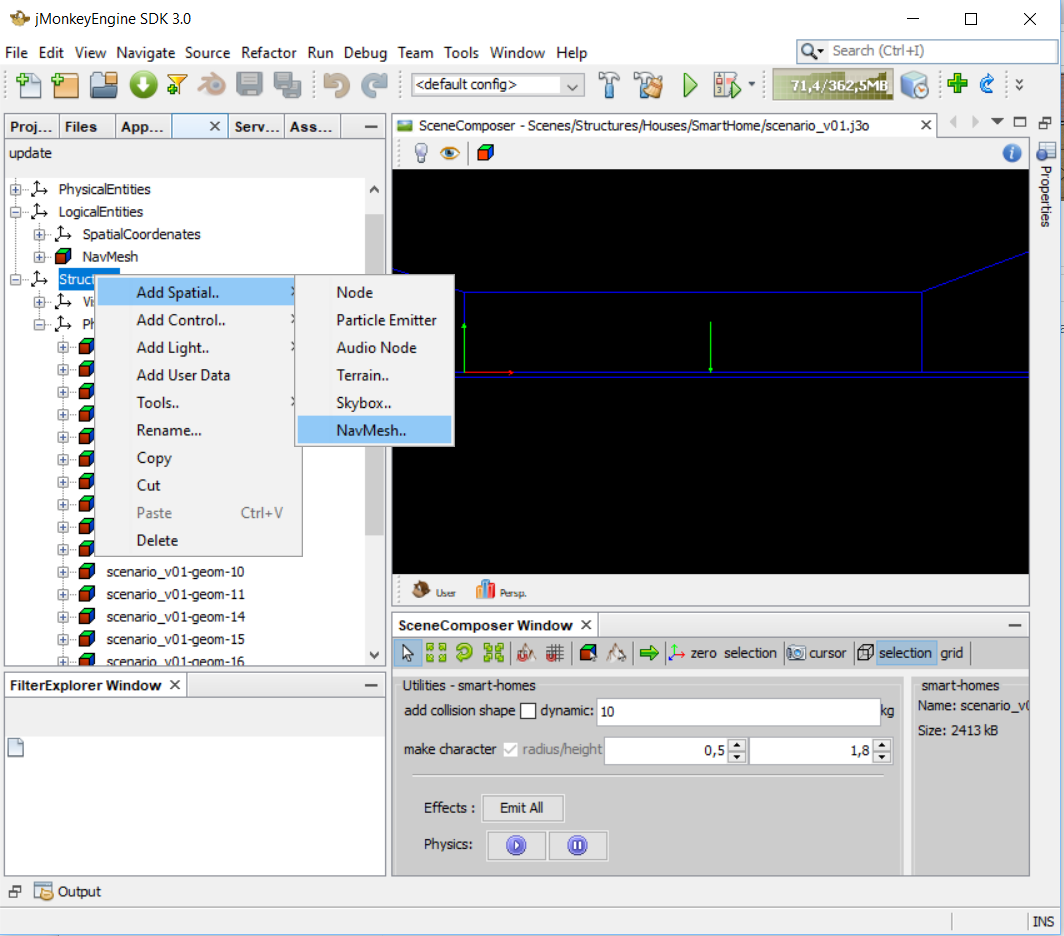 jMonkeyEngine SDK 3.0
File Edit View Navigate Source Refactor Run Debug Team Tools Window Help
Search (Ctrl+I)
<default config>
71,4/362,5MB
Proj... Files App... Serv... Ass...
update
PhysicalEntities
LogicalEntities
SpatialCoordenates
NavMesh
Struct
Add Spatial..
Add Control..
Add Light..
Add User Data
Tools..
Rename...
Copy
Cut
Paste Ctrl+V
Delete
Node
Particle Emitter
Audio Node
Terrain..
Skybox..
NavMesh..
scenario_v01-geom-10
scenario_v01-geom-11
scenario_v01-geom-14
scenario_v01-geom-15
scenario_v01-geom-16
FilterExplorer Window
SceneComposer - Scenes/Structures/Houses/SmartHome/scenario_v01.j3o
Properties
User Persp.
SceneComposer Window
zero selection cursor selection grid
Utilities - smart-homes
add collision shape dynamic: 10 kg
make character radius/height 0,5 1,8
Effects : Emit All
Physics:
smart-homes
Name: scenario_v0
Size: 2413 kB
Output
INS